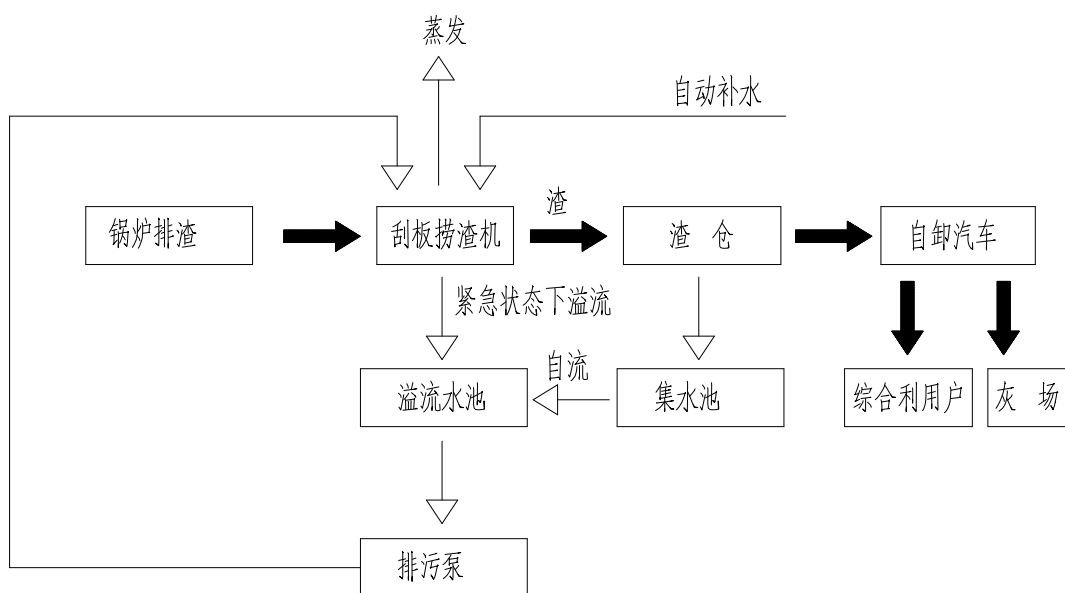 蒸发
自动补水
锅炉排渣
刮板捞渣机
渣
渣 仓
自卸汽车
紧急状态下溢流
溢流水池
自流
集水池
综合利用户
灰 场
排污泵